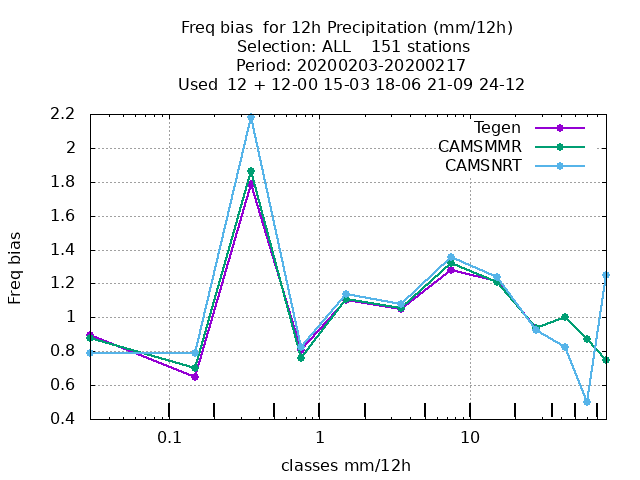 Freq bias  for 12h Precipitation (mm/12h)
Selection: ALL    151 stations
Period: 20200203-20200217
Used  12 + 12-00 15-03 18-06 21-09 24-12
Tegen
CAMSMMR
CAMSNRT
2.2
2
1.8
1.6
1.4
1.2
1
0.8
0.6
0.4
Freq bias
0.1
1
10
classes mm/12h